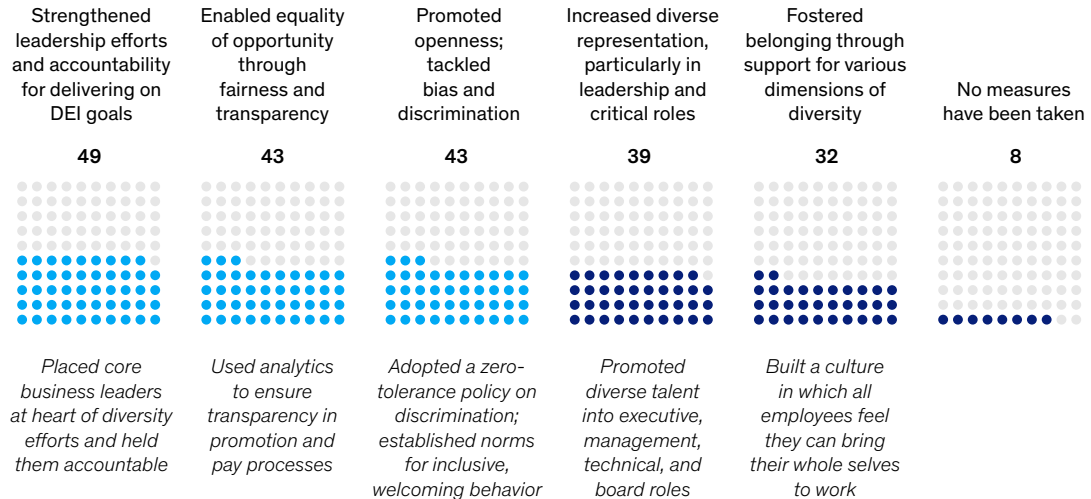 Strengthened
leadership efforts
and accountability
for delivering on
DEI goals
49
Placed core
business leaders
at heart of diversity
efforts and held
them accountable
Enabled equality
of opportunity
through
fairness and
transparency
43
Used analytics
to ensure
transparency in
promotion and
pay processes
Promoted
openness;
tackled
bias and
discrimination
43
Adopted a zero-
tolerance policy on
discrimination;
established norms
for inclusive,
welcoming behavior
Increased diverse
representation,
particularly in
leadership and
critical roles
39
Promoted
diverse talent
into executive,
management,
technical, and
board roles
Fostered
belonging through
support for various
dimensions of
diversity
32
Built a culture
in which all
employees feel
they can bring
their whole selves
to work
No measures
have been taken
8